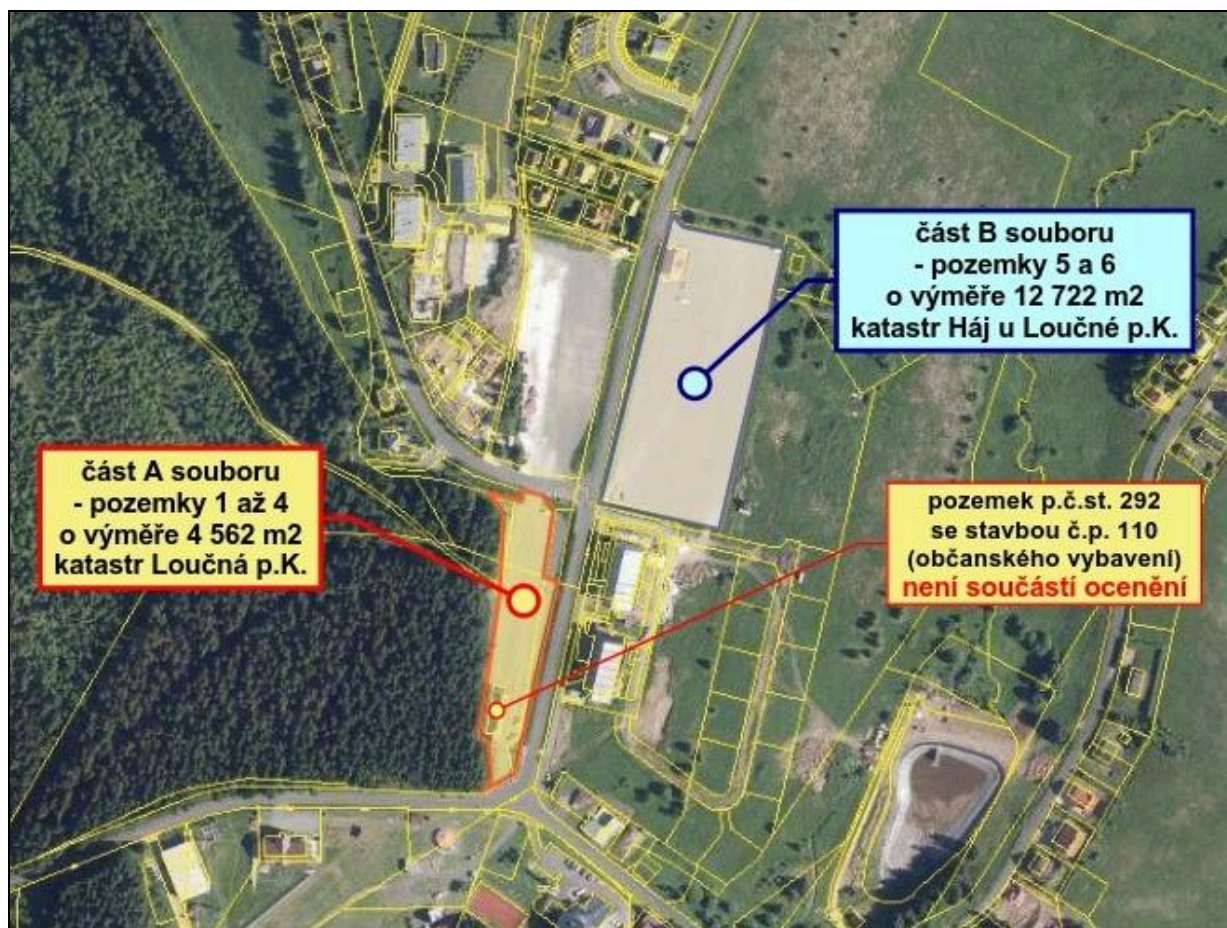 část B souboru
- pozemky 5 a 6
o výměře 12 722 m2
katastr Háj u Loučné p.K.
část A souboru
- pozemky 1 až 4
o výměře 4 562 m2
katastr Loučná p.K.
pozemek p.č.st. 292
se stavbou č.p. 110
(občanského vybavení)
není součástí ocenění